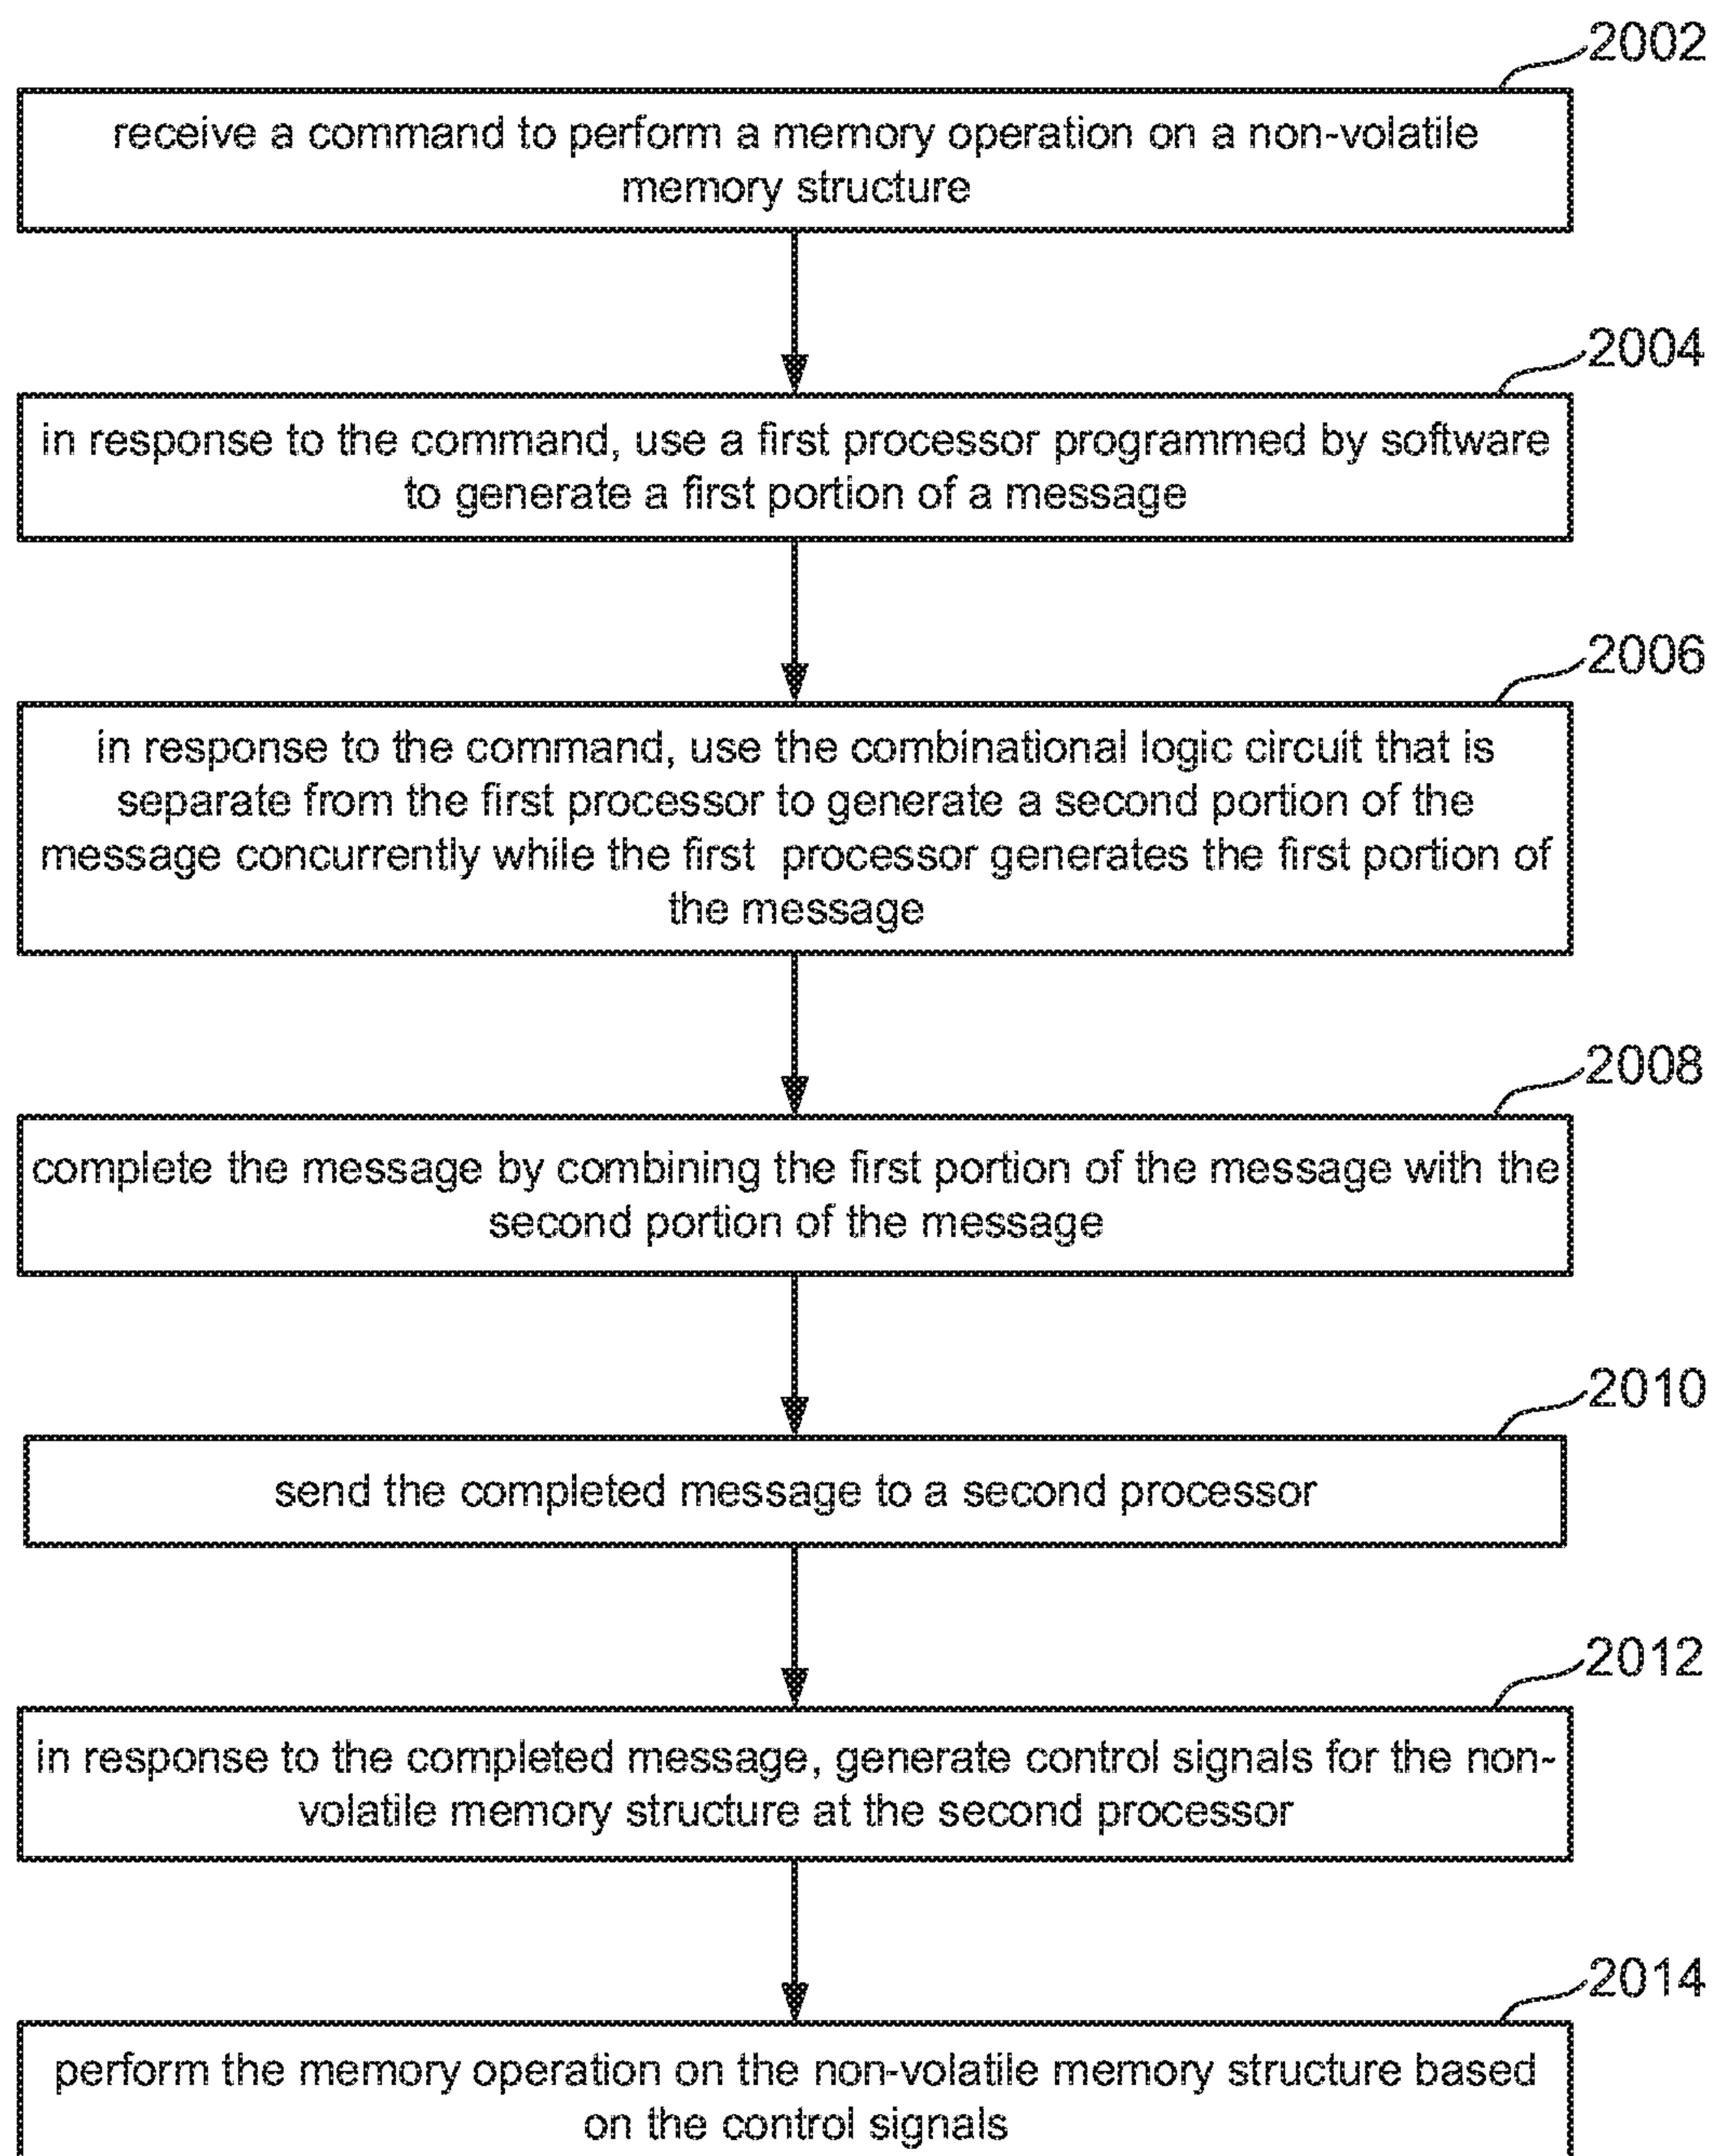 2002
receive a command to perform a memory operation on a non-volatile
memory structure
2004
in response to the command, use a first processor programmed by software
to generate a first portion of a message
2006
in response to the command, use the combinational logic circuit that is
separate from the first processor to generate a second portion of the
message concurrently while the first processor generates the first portion of
the message
2008
complete the message by combining the first portion of the message with the
second portion of the message
2010
send the completed message to a second processor
2012
in response to the completed message, generate control signals for the non-
volatile memory structure at the second processor
2014
perform the memory operation on the non-volatile memory structure based
on the control signals